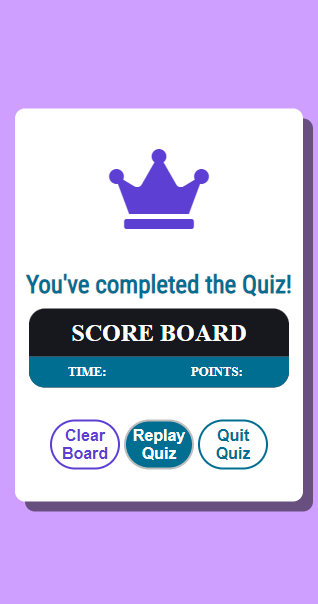 You've completed the Quiz!
SCORE BOARD
TIME: POINTS:
Clear Replay Quit
Board Quiz Quiz